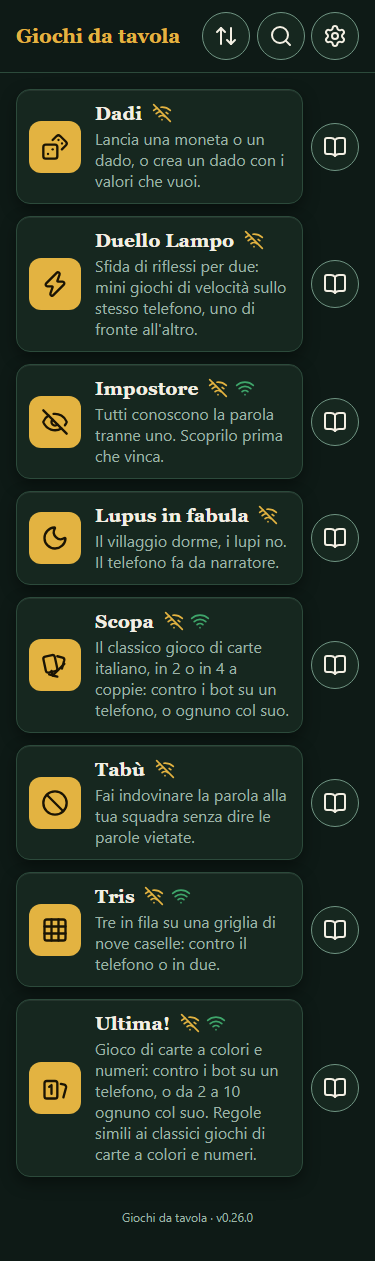 Giochi da tavola
Dadi
Lancia una moneta o un
dado, o crea un dado con i
valori che vuoi.
Duello Lampo
Sfida di riflessi per due:
mini giochi di velocità sullo
stesso telefono, uno di
fronte all'altro.
Impostore
Tutti conoscono la parola
tranne uno. Scoprilo prima
che vinca.
Lupus in fabula
Il villaggio dorme, i lupi no.
Il telefono fa da narratore.
Scopa
Il classico gioco di carte
italiano, in 2 o in 4 a
coppie: contro i bot su un
telefono, o ognuno col suo.
Tabù
Fai indovinare la parola alla
tua squadra senza dire le
parole vietate.
Tris
Tre in fila su una griglia di
nove caselle: contro il
telefono o in due.
Ultima!
1
Gioco di carte a colori e
numeri: contro i bot su un
telefono, o da 2 a 10
ognuno col suo. Regole
simili ai classici giochi di
carte a colori e numeri.
Giochi da tavola · v0.26.0